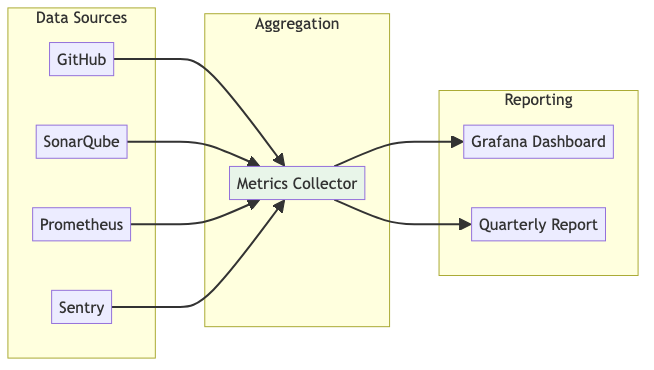 Data Sources
GitHub
SonarQube
Prometheus
Sentry
Aggregation
Metrics Collector
Reporting
Grafana Dashboard
Quarterly Report